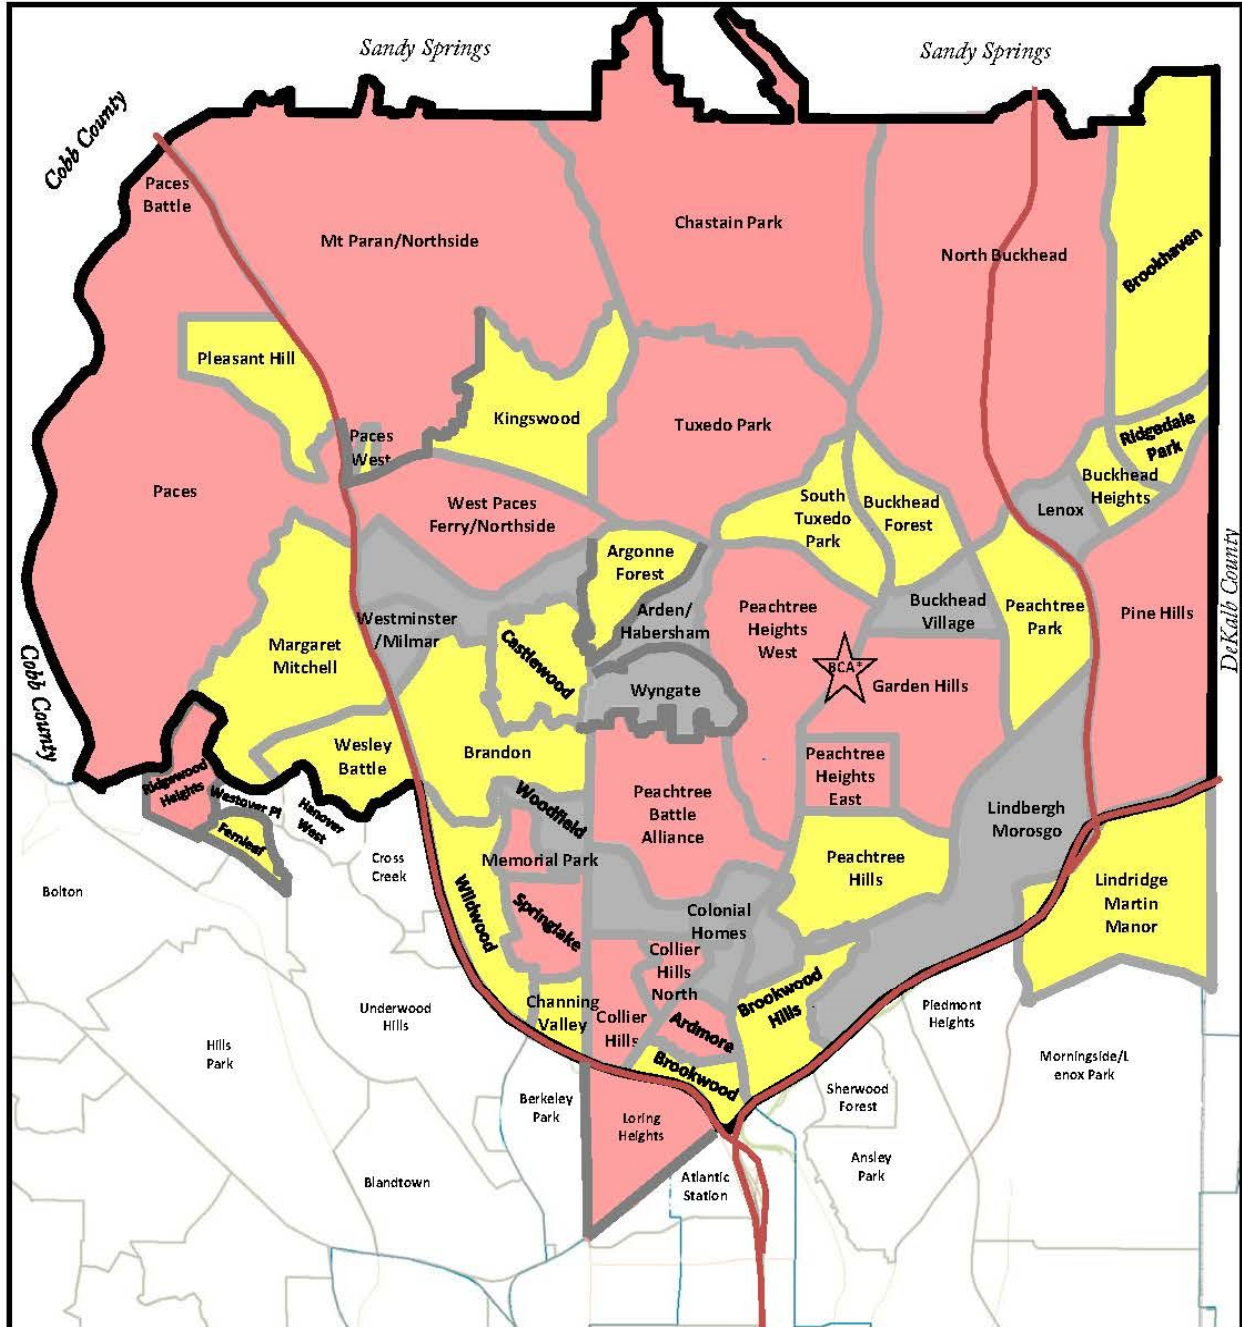 Sandy Springs
Sandy Springs
Cobb County
Paces
Battle
Mt Paran/Northside
Chastain Park
North Buckhead
Brookhaven
Pleasant Hill
Kingswood
Tuxedo Park
Paces
West
Ridgedale
Park
Buckhead
Heights
Paces
West Paces
Ferry/Northside
South
Tuxedo
Park
Buckhead
Forest
Lenox
Argonne
Forest
DeKalb County
Westminster
/Milmar
Arden/
Habersham
Peachtree
Heights
West
Buckhead
Village
Peachtree
Park
Pine Hills
Margaret
Mitchell
Castlewood
BCA*
Garden Hills
Wyngate
Cobb County
Wesley
Battle
Brandon
Peachtree
Heights
East
Ridgewood
Heights
Westover Pl
Hanover
West
Fernleaf
Woodfield
Peachtree
Battle
Alliance
Lindbergh
Morosgo
Cross
Creek
Memorial Park
Peachtree
Hills
Bolton
Wildwood
Springlake
Colonial
Homes
Lindridge
Martin
Manor
Collier
Hills
North
Brookwood
Hills
Underwood
Hills
Channing
Valley
Collier
Hills
Ardmore
Piedmont
Heights
Hills
Park
Brookwood
Morningside/L
enox Park
Berkeley
Park
Loring
Heights
Sherwood
Forest
Blandtown
Atlantic
Station
Ansley
Park